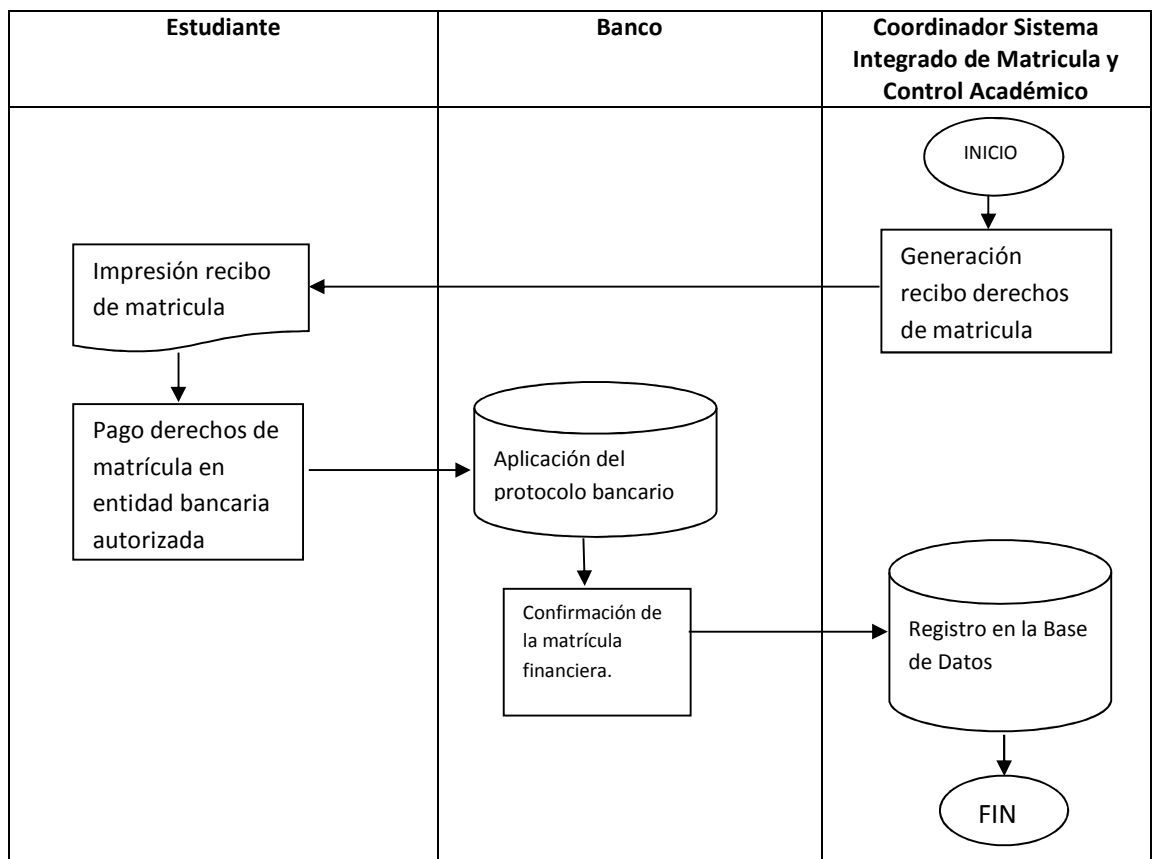 Estudiante
Banco
Coordinador Sistema
Integrado de Matricula y
Control Académico
INICIO
Generación
recibo derechos
de matricula
Impresión recibo
de matricula
Pago derechos de
matrícula en
entidad bancaria
autorizada
Aplicación del
protocolo bancario
Confirmación de
la matrícula
financiera.
Registro en la Base
de Datos
FIN